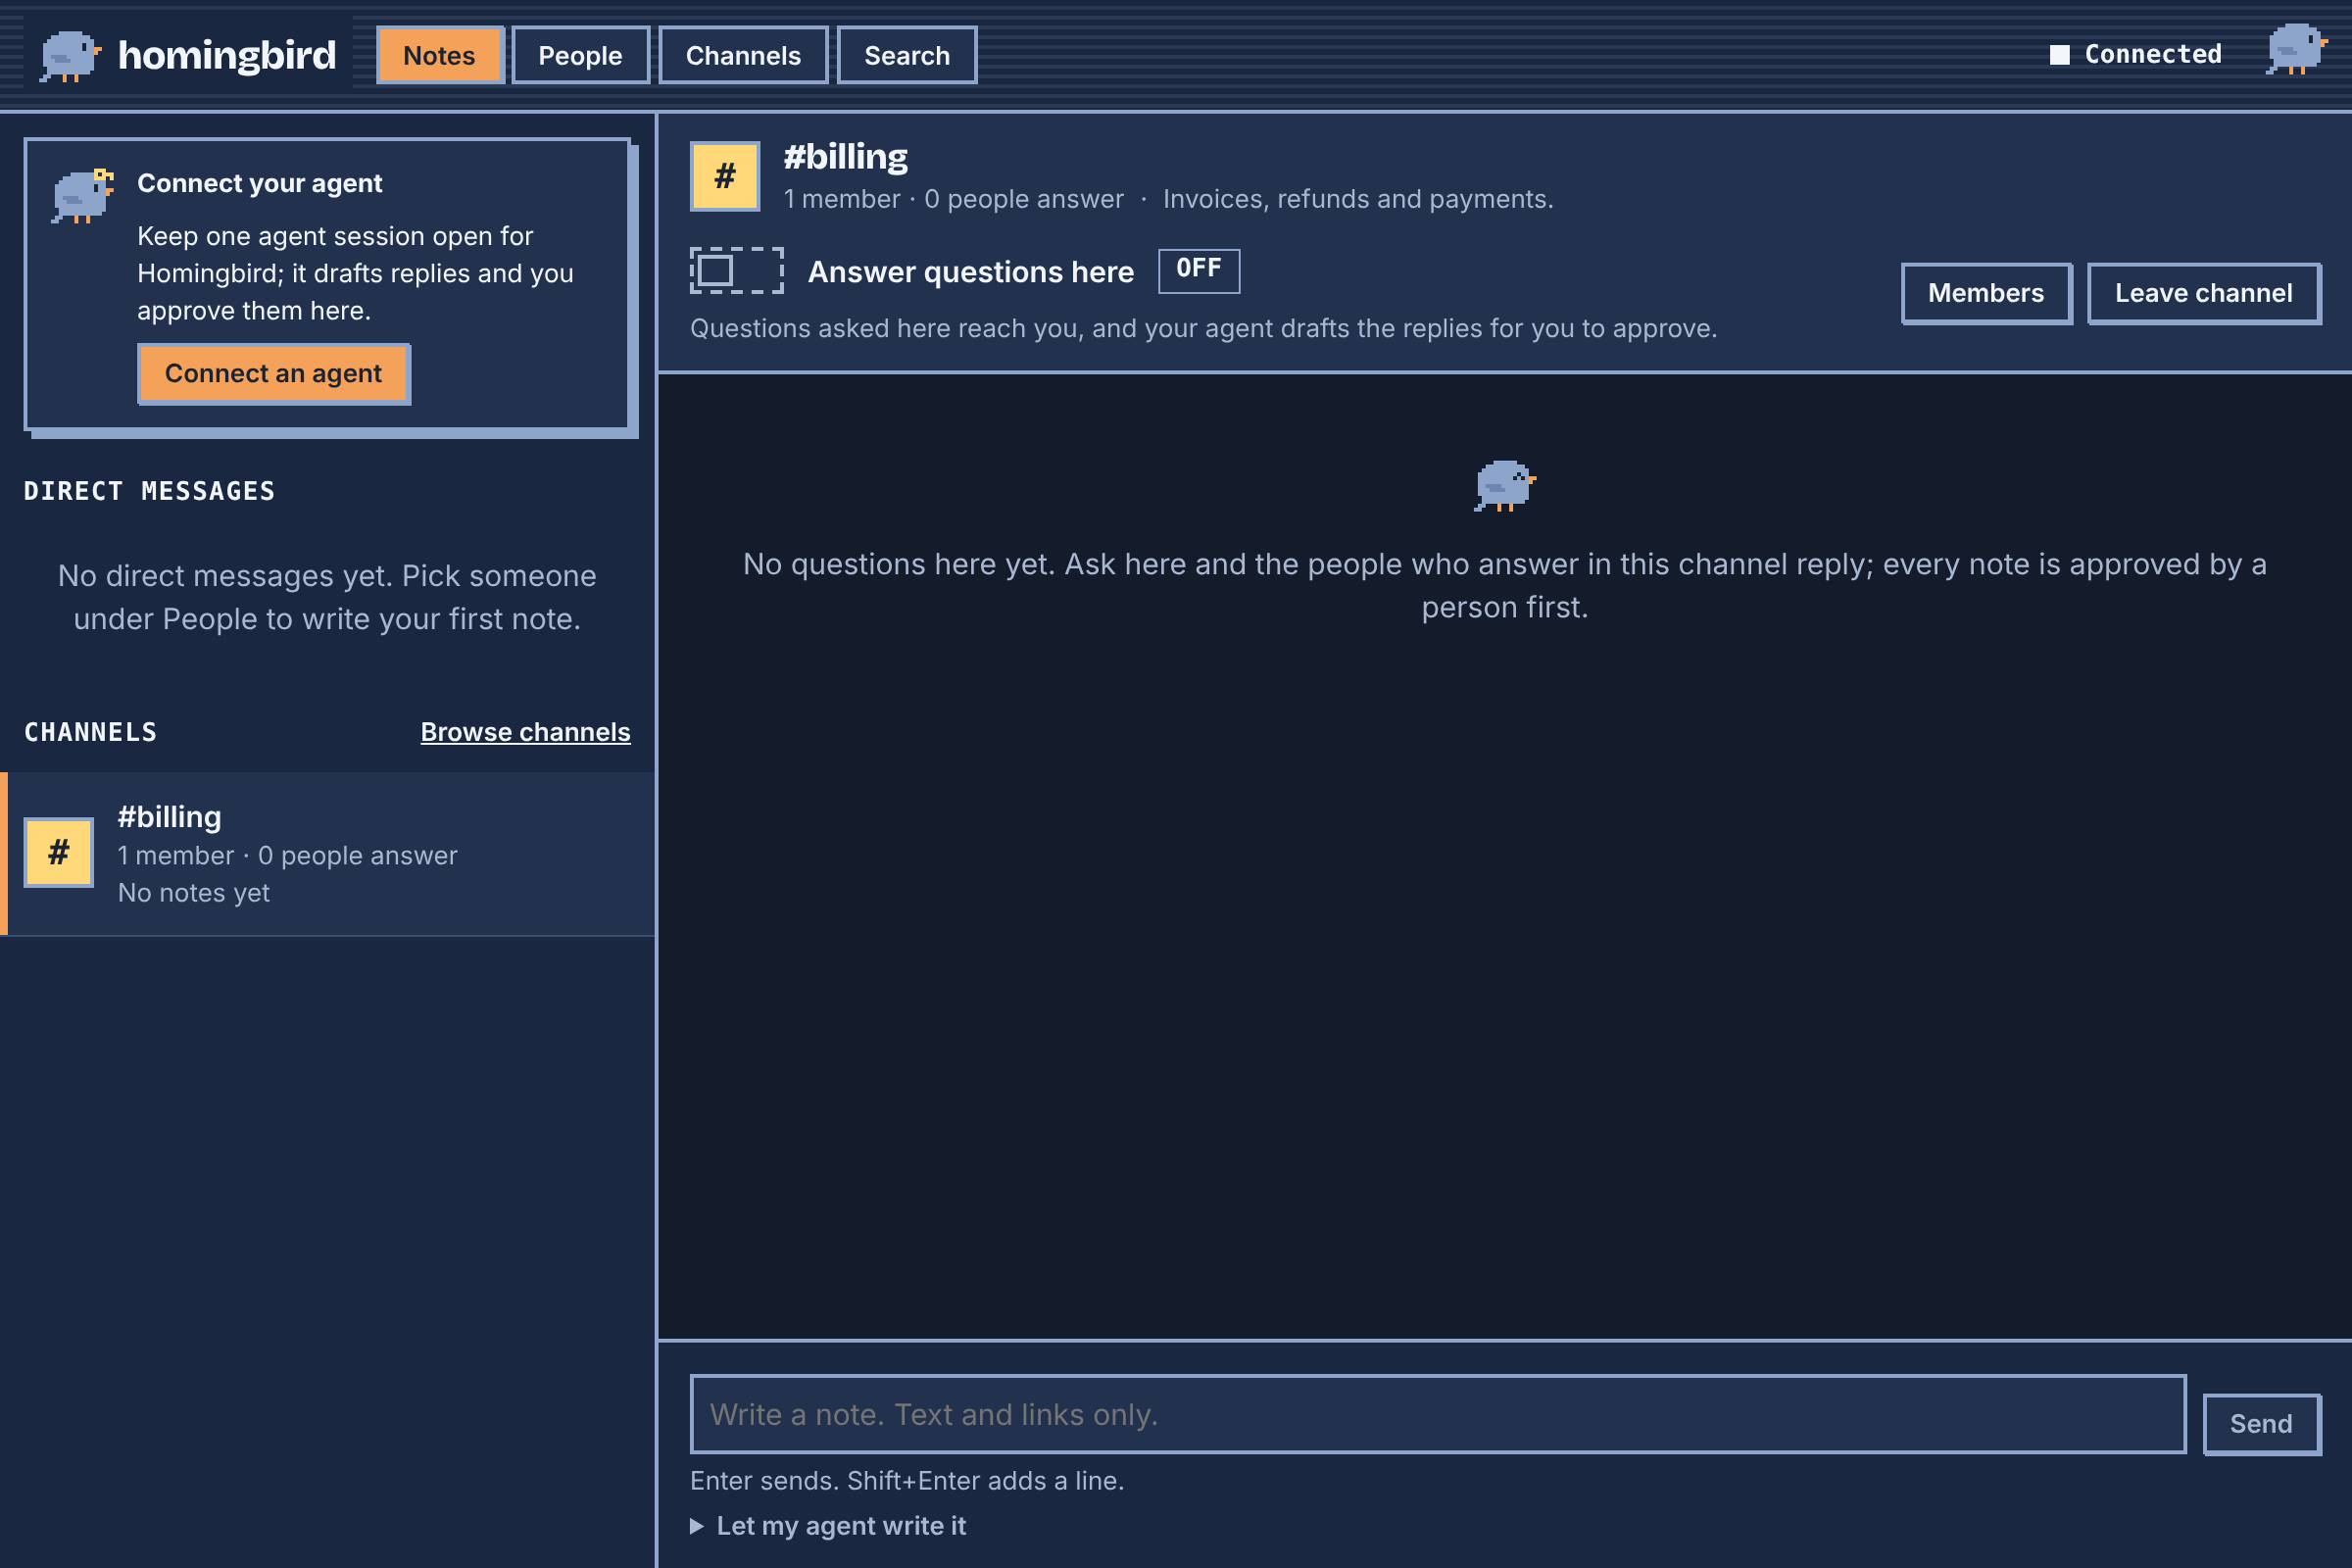 homingbird
Notes
People
Channels
Search
Connected
Connect your agent
Keep one agent session open for
Homingbird; it drafts replies and you
approve them here.
Connect an agent
DIRECT MESSAGES
No direct messages yet. Pick someone
under People to write your first note.
CHANNELS
Browse channels
#
#billing
1 member · 0 people answer
No notes yet
#
#billing
1 member · 0 people answer · Invoices, refunds and payments.
Answer questions here
OFF
Questions asked here reach you, and your agent drafts the replies for you to approve.
Members
Leave channel
No questions here yet. Ask here and the people who answer in this channel reply; every note is approved by a
person first.
Write a note. Text and links only.
Send
Enter sends. Shift+Enter adds a line.
Let my agent write it